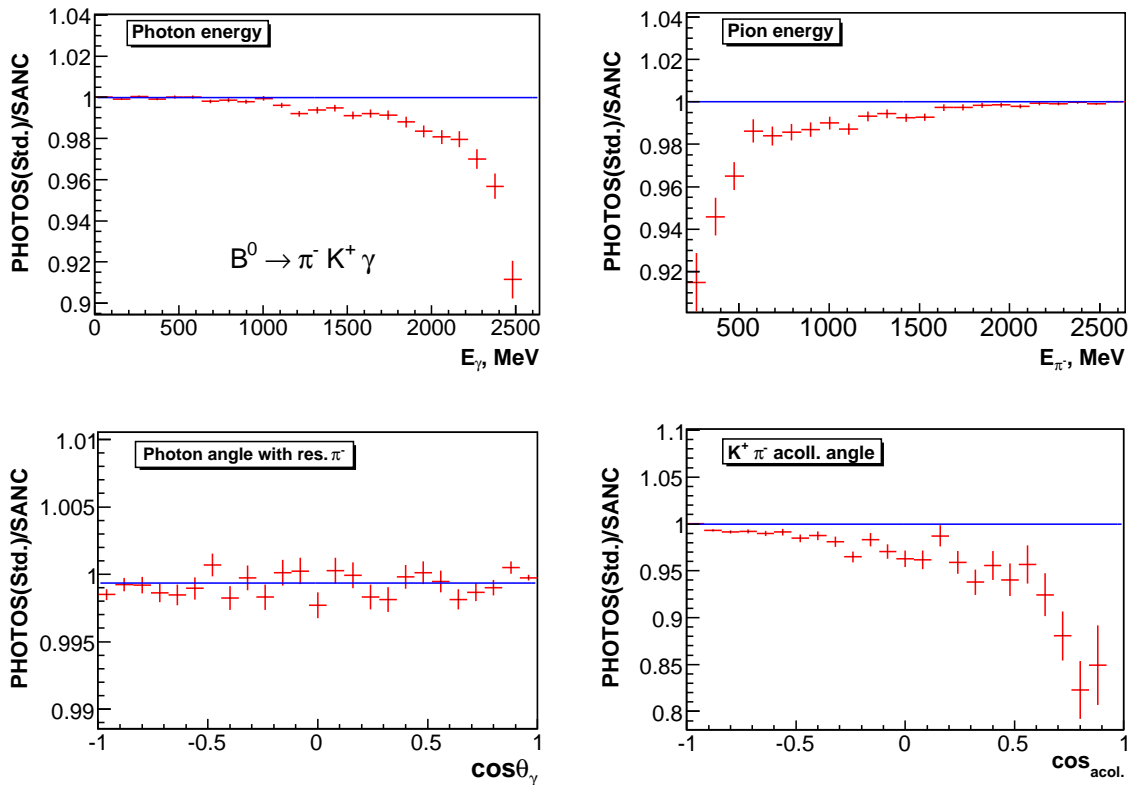 PHOTOS(Std.)/SANC
1.04
1.02
1
0.98
0.96
0.94
0.92
0.9
Photon energy
B⁰ → π⁻ K⁺ γ
0 500 1000 1500 2000 2500
E_γ, MeV
PHOTOS(Std.)/SANC
1.04
1.02
1
0.98
0.96
0.94
0.92
Pion energy
500 1000 1500 2000 2500
E_π⁻, MeV
PHOTOS(Std.)/SANC
1.01
1.005
1
0.995
0.99
Photon angle with res. π⁻
-1 -0.5 0 0.5 1
cosθ_γ
PHOTOS(Std.)/SANC
1.1
1.05
1
0.95
0.9
0.85
0.8
K⁺ π⁻ acoll. angle
-1 -0.5 0 0.5 1
cos_acol.